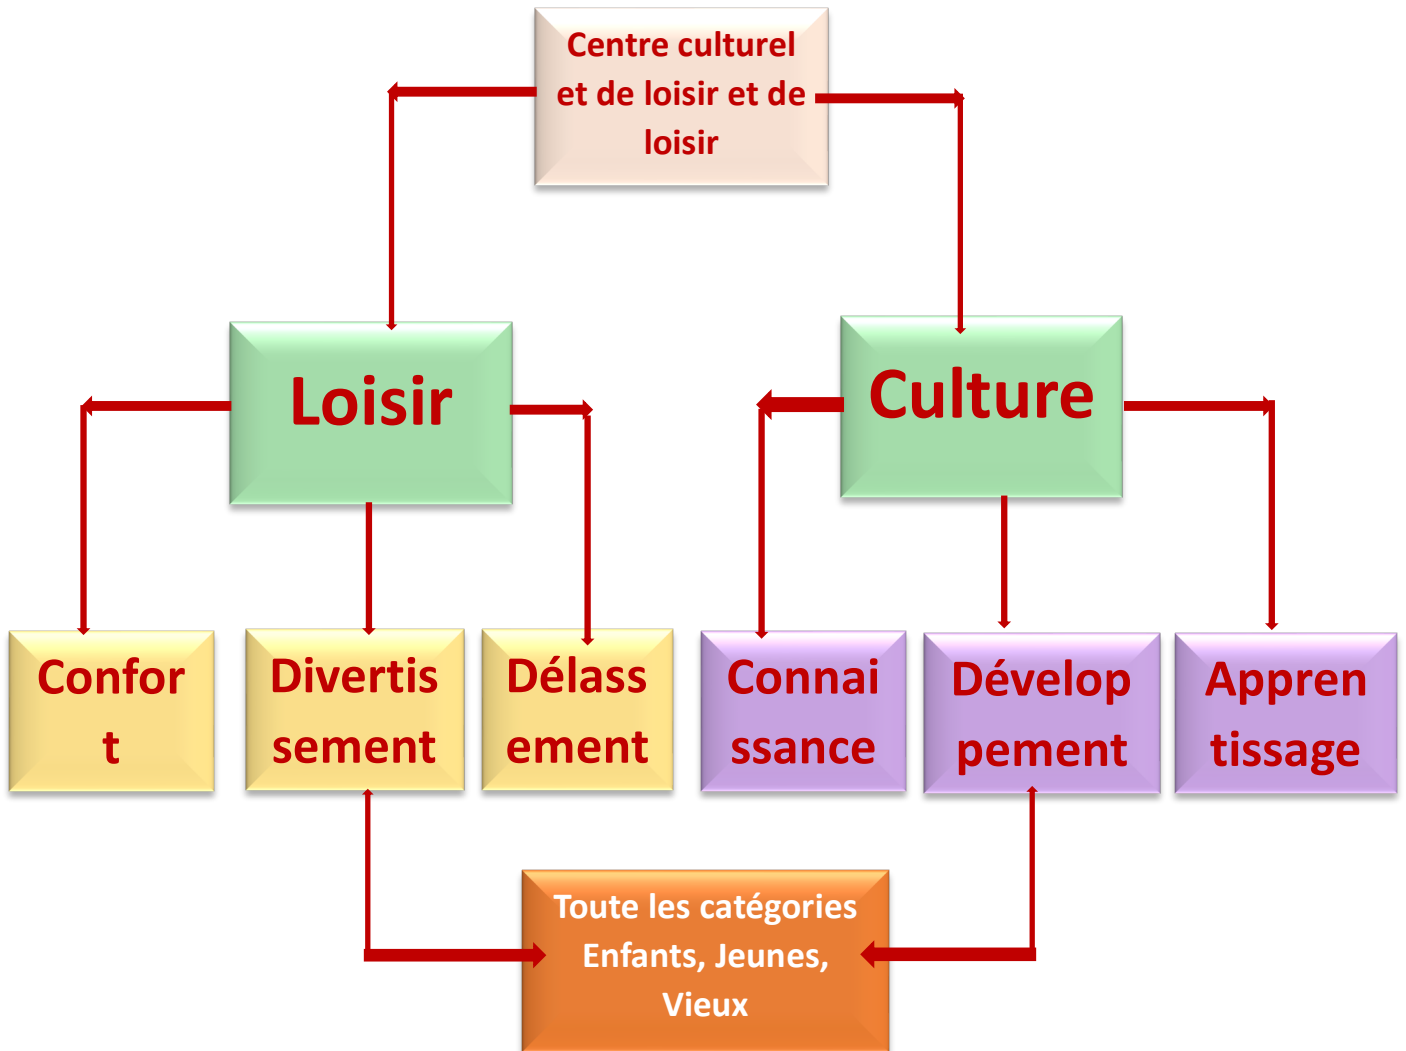 Centre culturel
et de loisir et de
loisir
Loisir
Culture
Confor
t
Divertis
sement
Délass
ement
Connai
ssance
Dévelop
pement
Appren
tissage
Toute les catégories
Enfants, Jeunes,
Vieux